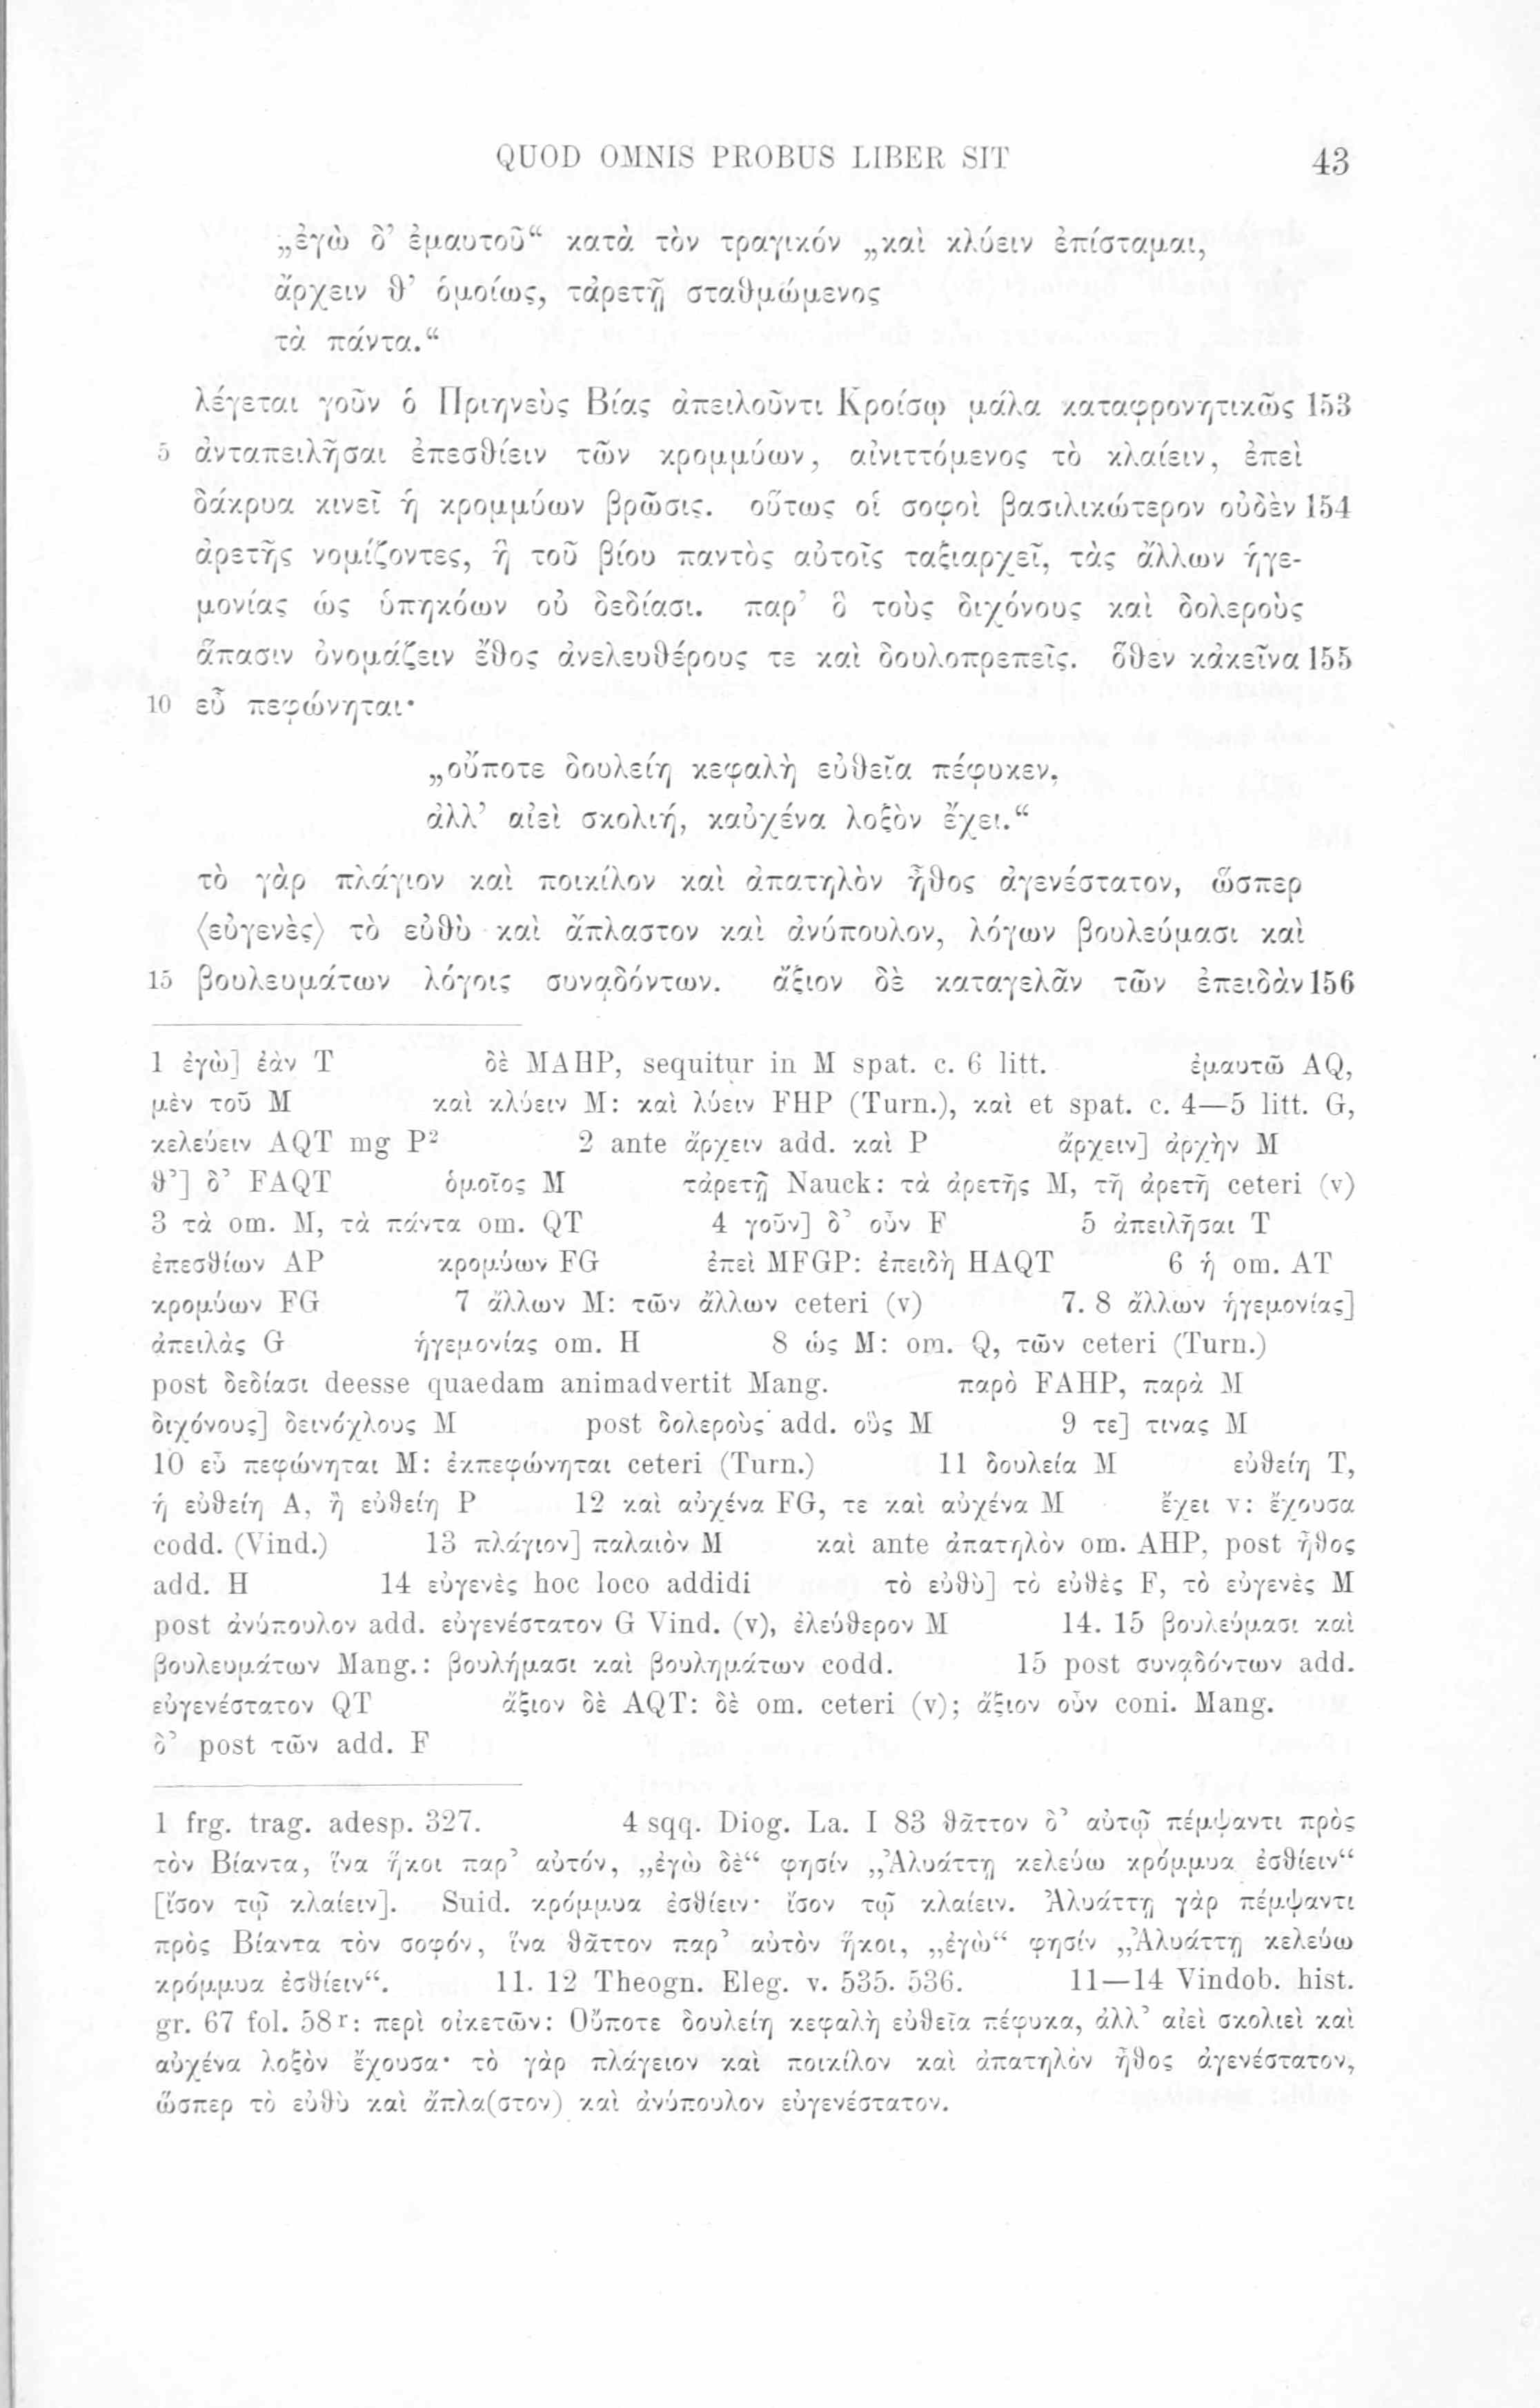 QUOD OMNIS PROBUS LIBER SIT 43
„ἐγὼ δ’ ἐμαυτοῦ“ κατὰ τὸν τραγικόν „καὶ κλύειν ἐπίσταμαι,
ἄρχειν θ’ ὁμοίως, τἀρετῇ σταθμώμενος
τὰ πάντα.“
λέγεται γοῦν ὁ Πριηνεὺς Βίας ἀπειλοῦντι Κροίσῳ μάλα καταφρονητικῶς 153
5 ἀνταπειλῆσαι ἐπεσθίειν τῶν κρομμύων, αἰνιττόμενος τὸ κλαίειν, ἐπεὶ
δάκρυα κινεῖ ἡ κρομμύων βρῶσις. οὕτως οἱ σοφοὶ βασιλικώτερον οὐδὲν 154
ἀρετῆς νομίζοντες, ἣ τοῦ βίου παντὸς αὐτοῖς ταξιαρχεῖ, τὰς ἄλλων ἡγε-
μονίας ὡς ὑπηκόων οὐ δεδίασι. παρ’ ὃ τοὺς διχόνους καὶ δολεροὺς
ἅπασιν ὀνομάζειν ἔθος ἀνελευθέρους τε καὶ δουλοπρεπεῖς. ὅθεν κἀκεῖνα 155
10 εὖ πεφώνηται·
„οὔποτε δουλείη κεφαλὴ εὐθεῖα πέφυκεν,
ἀλλ’ αἰεὶ σκολιή, καὐχένα λοξὸν ἔχει.“
τὸ γὰρ πλάγιον καὶ ποικίλον καὶ ἀπατηλὸν ἦθος ἀγενέστατον, ὥσπερ
⟨εὐγενὲς⟩ τὸ εὐθὺ καὶ ἄπλαστον καὶ ἀνύπουλον, λόγων βουλεύμασι καὶ
15 βουλευμάτων λόγοις συνᾳδόντων. ἄξιον δὲ καταγελᾶν τῶν ἐπειδὰν 156
1 ἐγὼ] ἐὰν T δὲ MAHP, sequitur in M spat. c. 6 litt. ἐμαυτῶ AQ,
μὲν τοῦ M καὶ κλύειν M: καὶ λύειν FHP (Turn.), καὶ et spat. c. 4—5 litt. G,
κελεύειν AQT mg P² 2 ante ἄρχειν add. καὶ P ἄρχειν] ἀρχὴν M
θ’] δ’ FAQT ὁμοῖος M τἀρετῇ Nauck: τὰ ἀρετῆς M, τῆ ἀρετῆ ceteri (v)
3 τὰ om. M, τὰ πάντα om. QT 4 γοῦν] δ’ οὖν F 5 ἀπειλῆσαι T
ἐπεσθίων AP κρομύων FG ἐπεὶ MFGP: ἐπειδὴ HAQT 6 ἡ om. AT
κρομύων FG 7 ἄλλων M: τῶν ἄλλων ceteri (v) 7. 8 ἄλλων ἡγεμονίας]
ἀπειλὰς G ἡγεμονίας om. H 8 ὡς M: om. Q, τῶν ceteri (Turn.)
post δεδίασι deesse quaedam animadvertit Mang. παρὸ FAHP, παρὰ M
διχόνους] δεινόχλους M post δολεροὺς add. οὓς M 9 τε] τινας M
10 εὖ πεφώνηται M: ἐκπεφώνηται ceteri (Turn.) 11 δουλεία M εὐθείη T,
ἡ εὐθείη A, ἢ εὐθείη P 12 καὶ αὐχένα FG, τε καὶ αὐχένα M ἔχει v: ἔχουσα
codd. (Vind.) 13 πλάγιον] παλαιὸν M καὶ ante ἀπατηλὸν om. AHP, post ἦθος
add. H 14 εὐγενὲς hoc loco addidi τὸ εὐθὺ] τὸ εὐθὲς F, τὸ εὐγενὲς M
post ἀνύπουλον add. εὐγενέστατον G Vind. (v), ἐλεύθερον M 14. 15 βουλεύμασι καὶ
βουλευμάτων Mang.: βουλήμασι καὶ βουλημάτων codd. 15 post συνᾳδόντων add.
εὐγενέστατον QT ἄξιον δὲ AQT: δὲ om. ceteri (v); ἄξιον οὖν coni. Mang.
δ’ post τῶν add. F
1 frg. trag. adesp. 327. 4 sqq. Diog. La. I 83 θᾶττον δ’ αὐτῷ πέμψαντι πρὸς
τὸν Βίαντα, ἵνα ἥκοι παρ’ αὐτόν, „ἐγὼ δὲ“ φησίν „Ἀλυάττῃ κελεύω κρόμμυα ἐσθίειν“
[ἴσον τῷ κλαίειν]. Suid. κρόμμυα ἐσθίειν· ἴσον τῷ κλαίειν. Ἀλυάττῃ γὰρ πέμψαντι
πρὸς Βίαντα τὸν σοφόν, ἵνα θᾶττον παρ’ αὐτὸν ἥκοι, „ἐγὼ“ φησίν „Ἀλυάττῃ κελεύω
κρόμμυα ἐσθίειν“. 11. 12 Theogn. Eleg. v. 535. 536. 11—14 Vindob. hist.
gr. 67 fol. 58r: περὶ οἰκετῶν: Οὔποτε δουλείη κεφαλὴ εὐθεῖα πέφυκα, ἀλλ’ αἰεὶ σκολιεὶ καὶ
αὐχένα λοξὸν ἔχουσα· τὸ γὰρ πλάγειον καὶ ποικίλον καὶ ἀπατηλὸν ἦθος ἀγενέστατον,
ὥσπερ τὸ εὐθὺ καὶ ἄπλα(στον) καὶ ἀνύπουλον εὐγενέστατον.